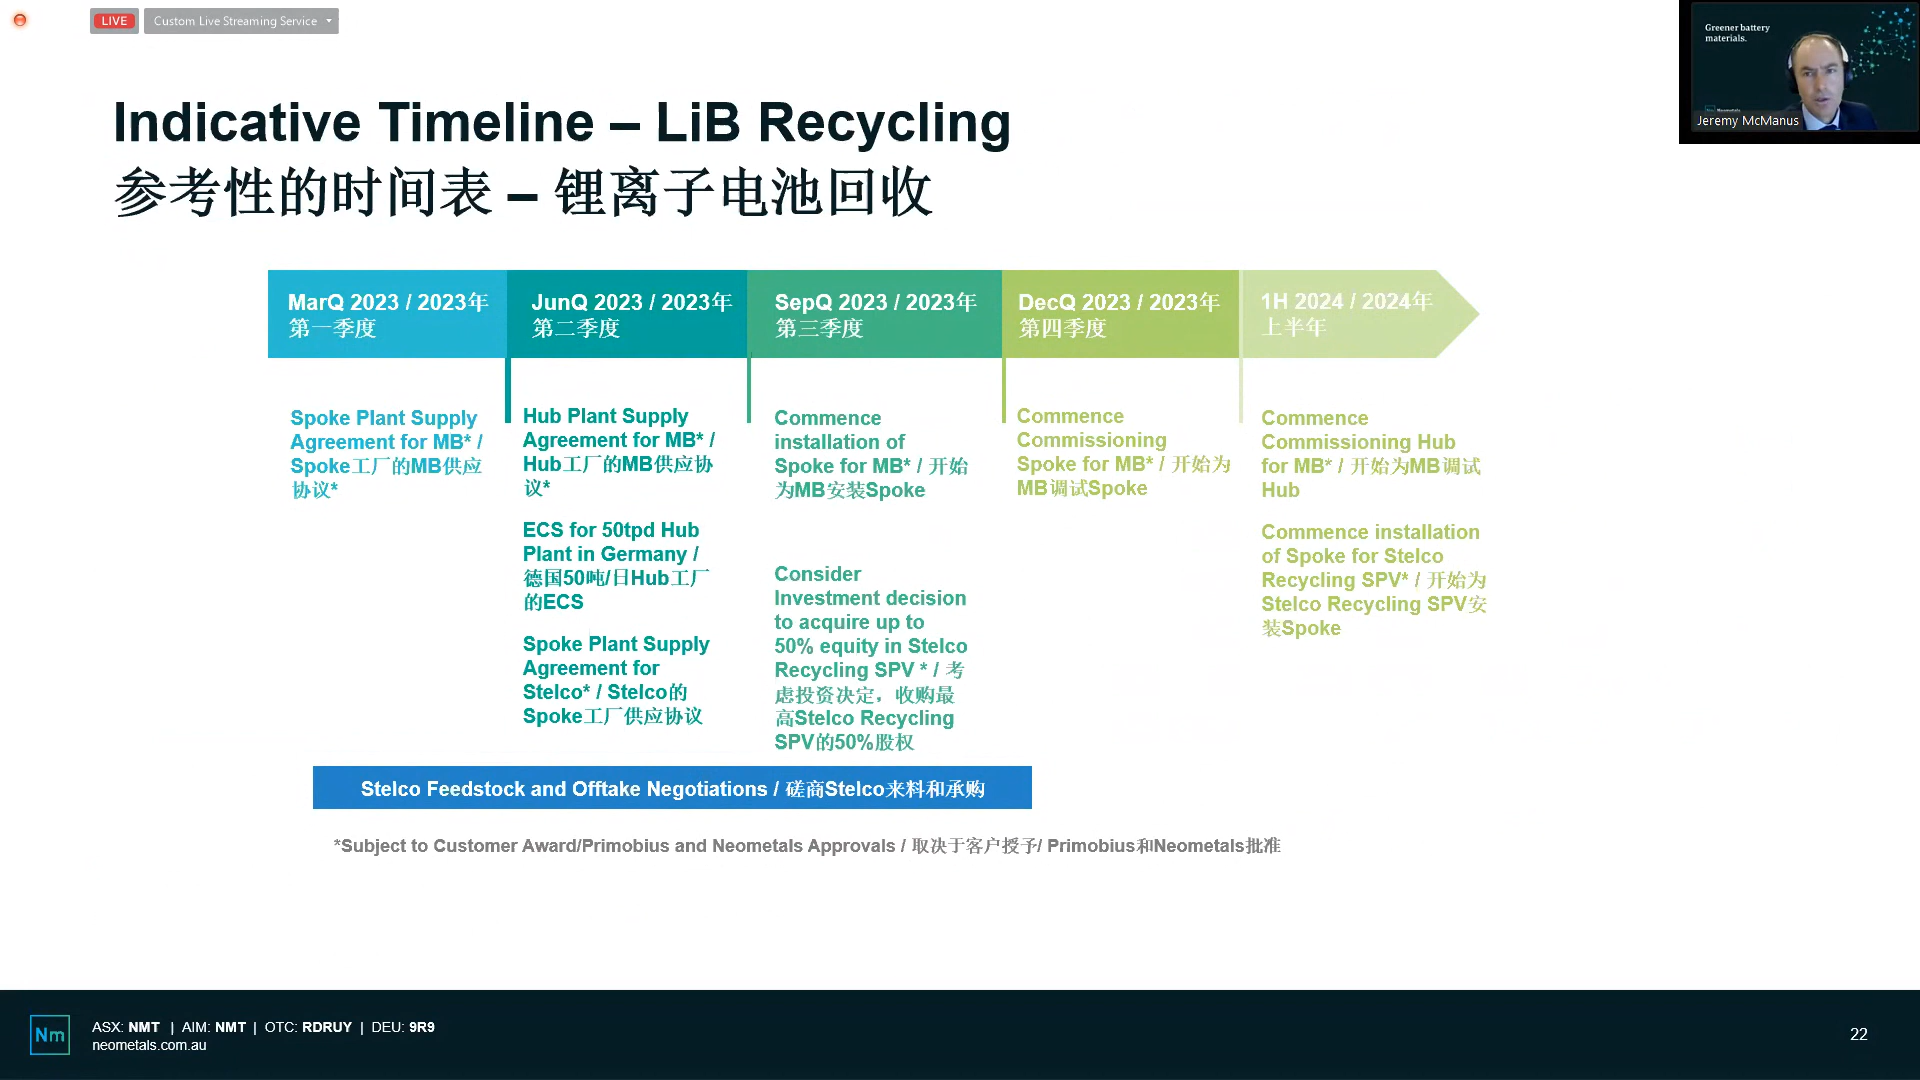 LIVE
Custom Live Streaming Service
Greener battery
materials.
Jeremy McManus
Indicative Timeline – LiB Recycling
参考性的时间表 – 锂离子电池回收
MarQ 2023 / 2023年
第一季度
JunQ 2023 / 2023年
第二季度
SepQ 2023 / 2023年
第三季度
DecQ 2023 / 2023年
第四季度
1H 2024 / 2024年
上半年
Spoke Plant Supply
Agreement for MB* /
Spoke工厂的MB供应
协议*
Hub Plant Supply
Agreement for MB* /
Hub工厂的MB供应协
议*
ECS for 50tpd Hub
Plant in Germany /
德国50吨/日Hub工厂
的ECS
Spoke Plant Supply
Agreement for
Stelco* / Stelco的
Spoke工厂供应协议
Commence
installation of
Spoke for MB* / 开始
为MB安装Spoke
Consider
Investment decision
to acquire up to
50% equity in Stelco
Recycling SPV * / 考
虑投资决定，收购最
高Stelco Recycling
SPV的50%股权
Commence
Commissioning
Spoke for MB* / 开始为
MB调试Spoke
Commence
Commissioning Hub
for MB* / 开始为MB调试
Hub
Commence installation
of Spoke for Stelco
Recycling SPV* / 开始为
Stelco Recycling SPV安
装Spoke
Stelco Feedstock and Offtake Negotiations / 磋商Stelco来料和承购
*Subject to Customer Award/Primobius and Neometals Approvals / 取决于客户授予/ Primobius和Neometals批准
Nm
ASX: NMT | AIM: NMT | OTC: RDRUY | DEU: 9R9
neometals.com.au
22